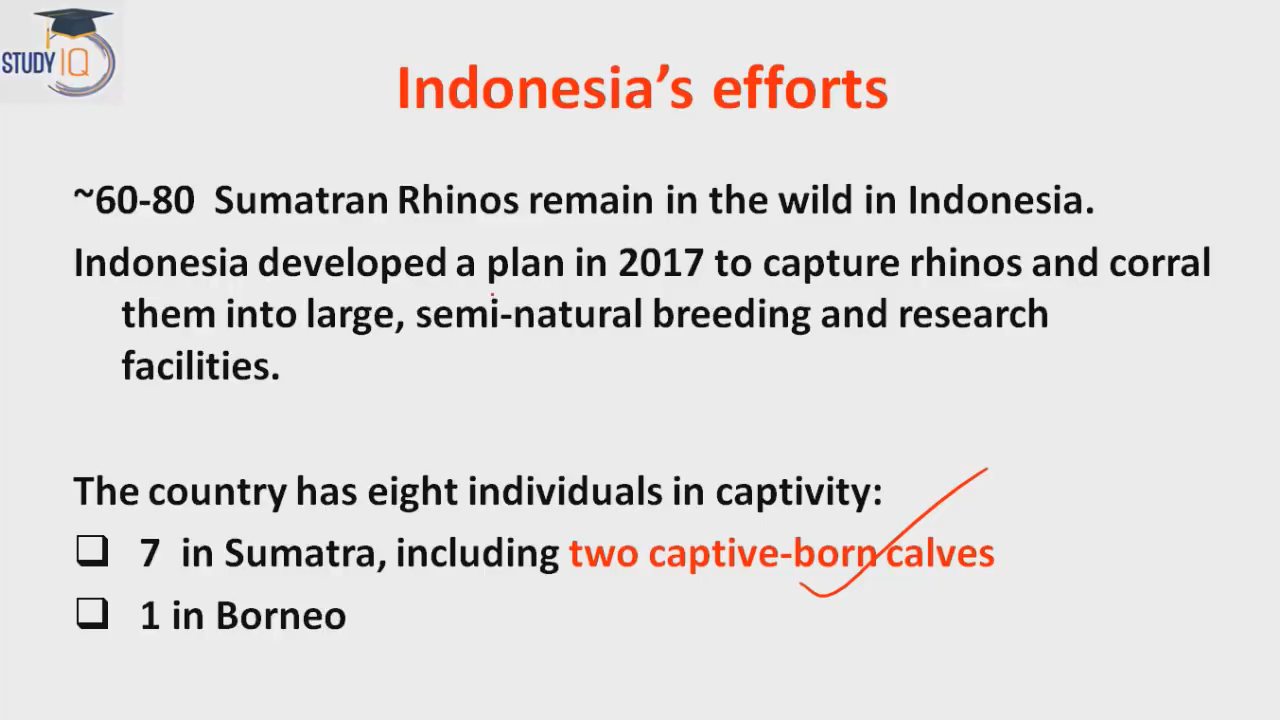 STUDY IQ
Indonesia's efforts
~60-80 Sumatran Rhinos remain in the wild in Indonesia.
Indonesia developed a plan in 2017 to capture rhinos and corral
them into large, semi-natural breeding and research
facilities.
The country has eight individuals in captivity:
❑ 7 in Sumatra, including two captive-born calves
❑ 1 in Borneo